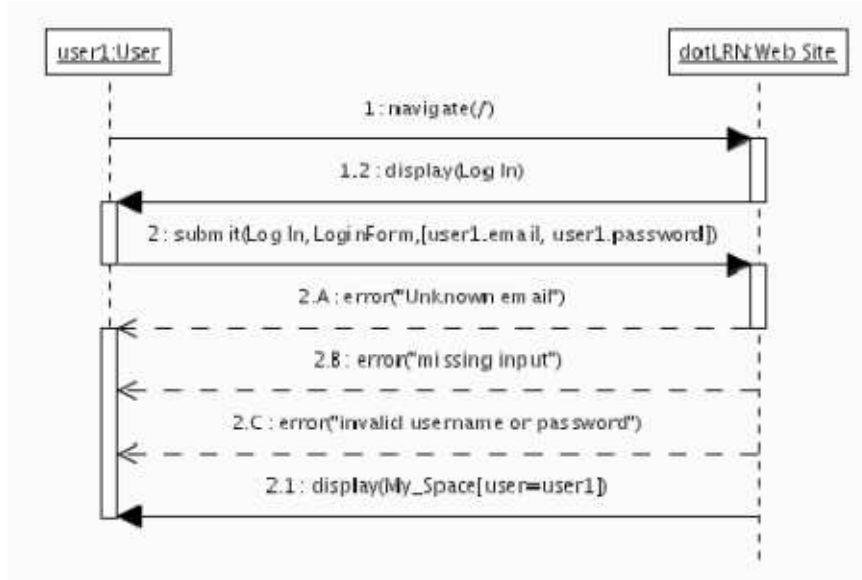 user1:User
dotLRN:Web Site
1 : navigate(/)
1.2 : display(Log In)
2 : submit(Log In, LoginForm,[user1.email, user1.password])
2.A : error("Unknown email")
2.B : error("missing input")
2.C : error("invalid username or password")
2.1 : display(My_Space[user=user1])